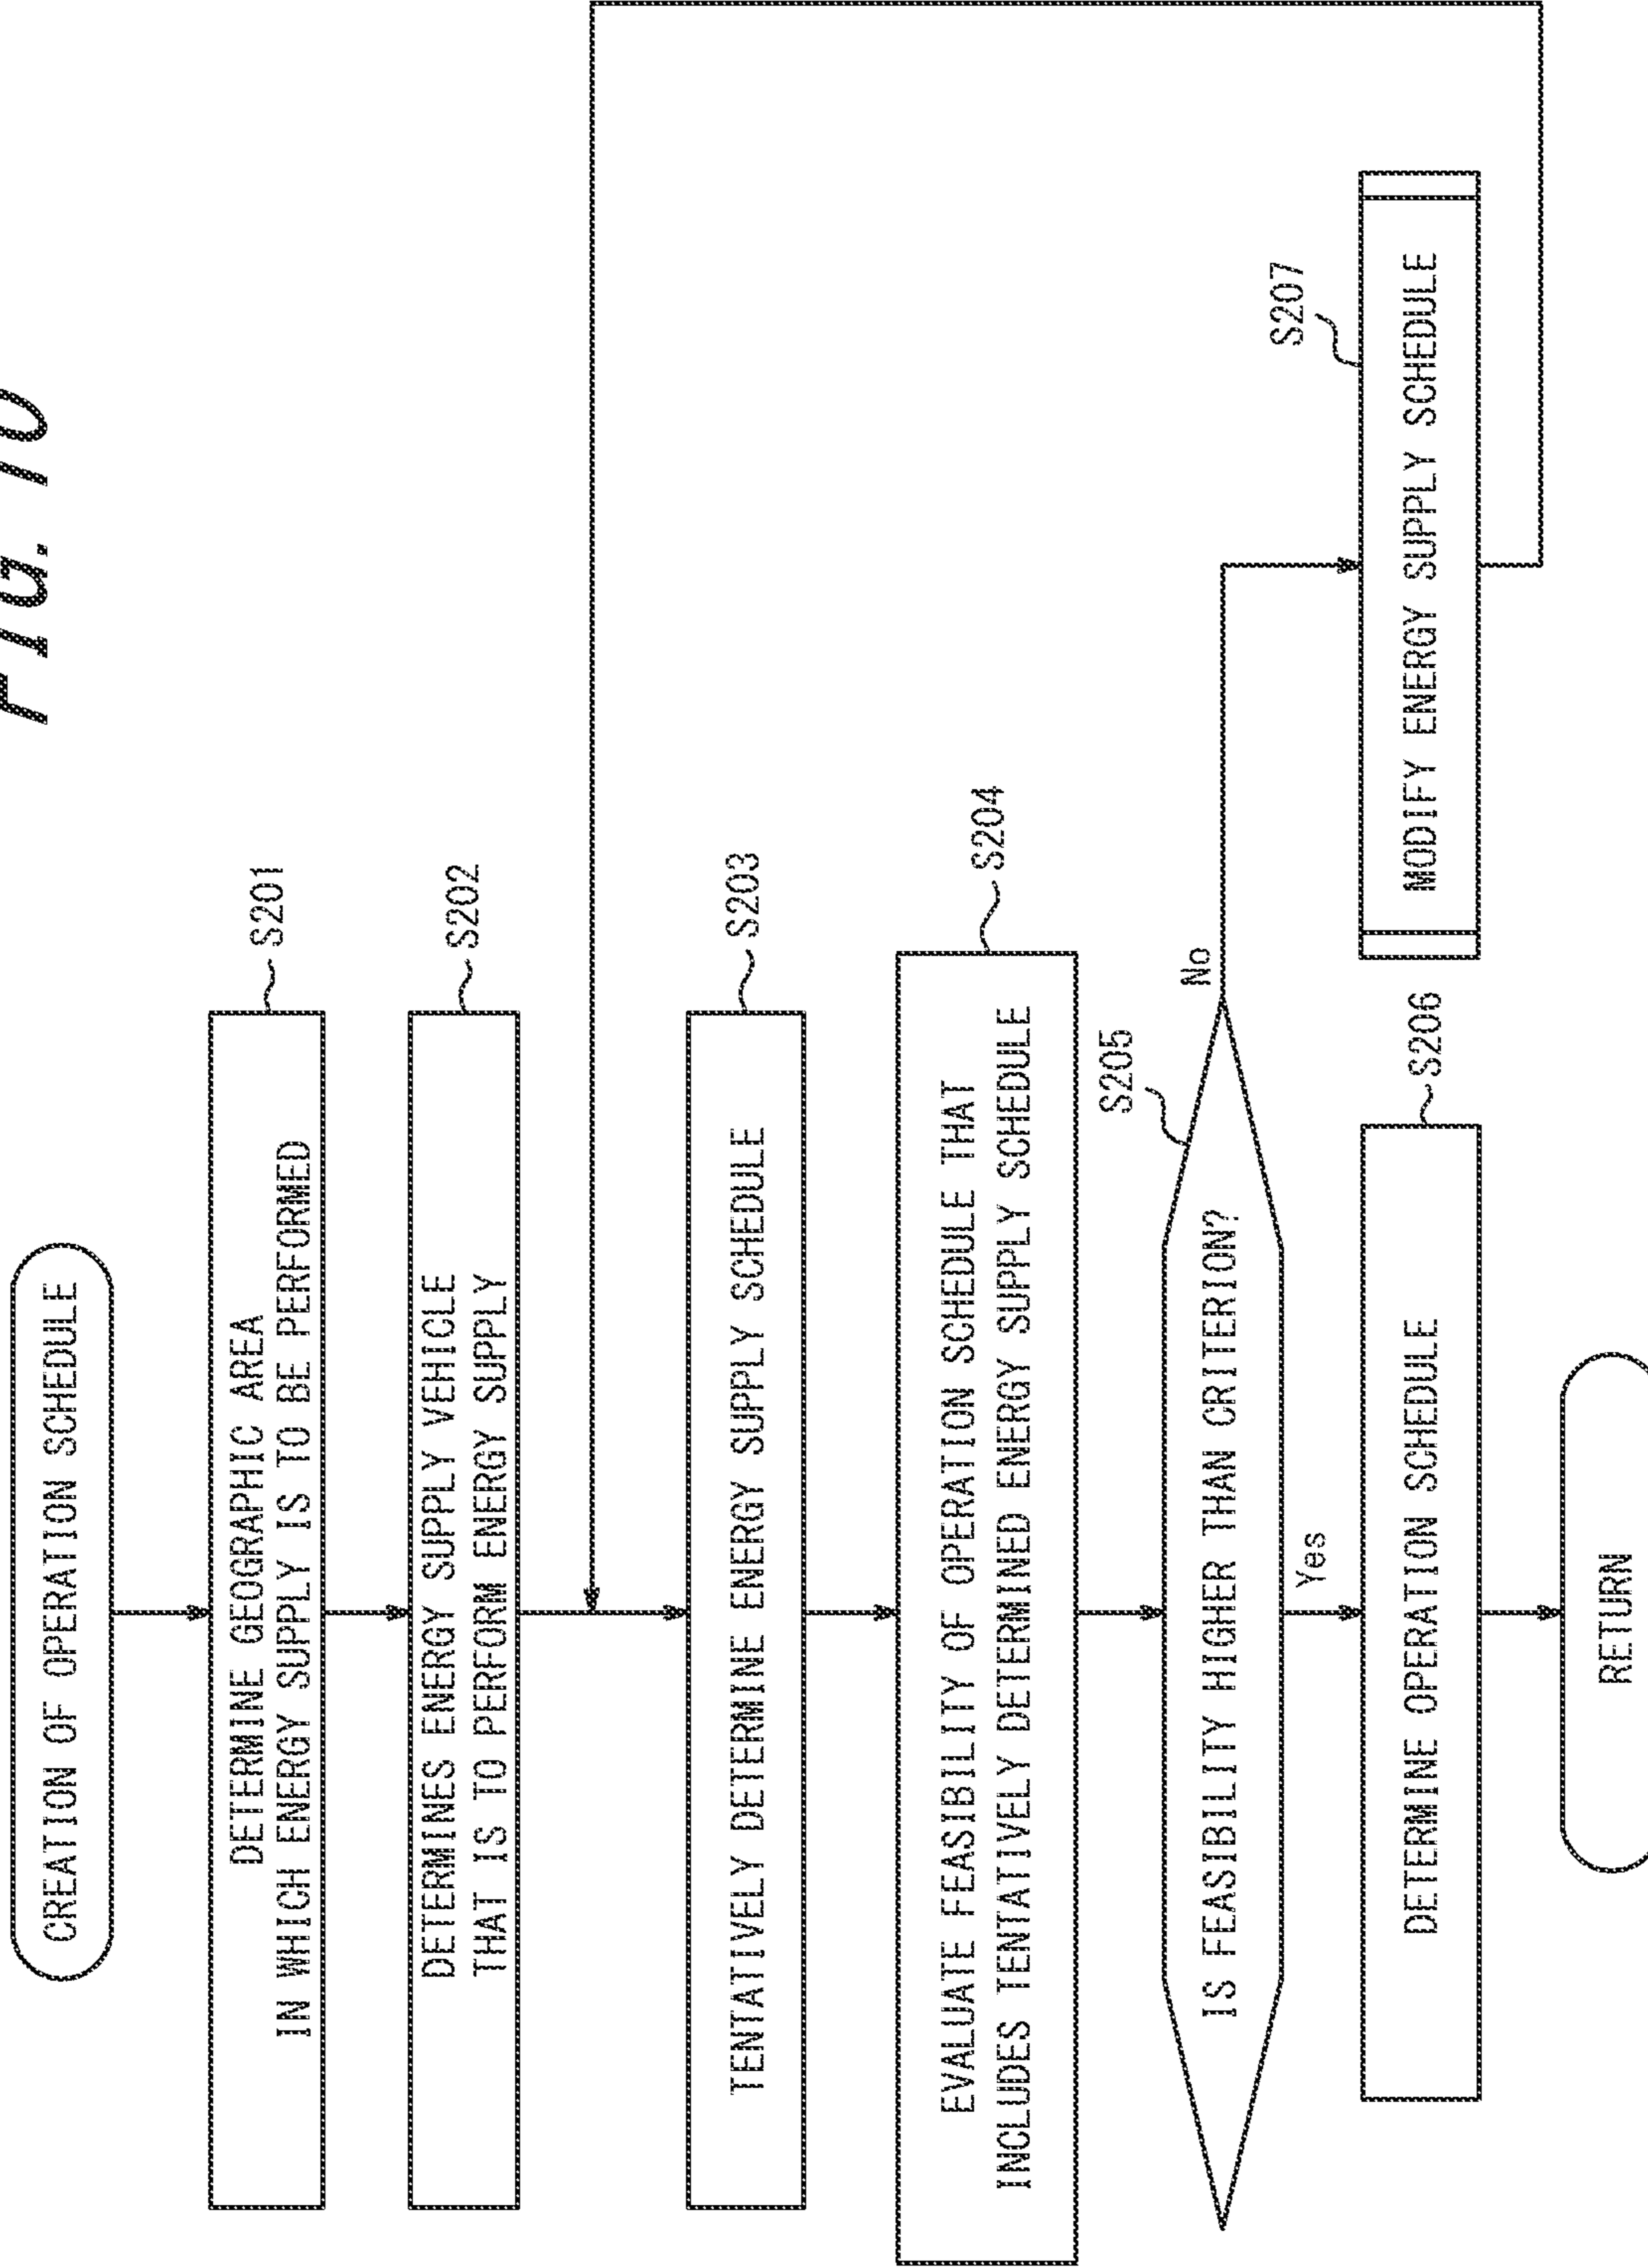 FIG. 10
CREATION OF OPERATION SCHEDULE
DETERMINE GEOGRAPHIC AREA
IN WHICH ENERGY SUPPLY IS TO BE PERFORMED
S201
DETERMINES ENERGY SUPPLY VEHICLE
THAT IS TO PERFORM ENERGY SUPPLY
S202
TENTATIVELY DETERMINE ENERGY SUPPLY SCHEDULE
S203
EVALUATE FEASIBILITY OF OPERATION SCHEDULE THAT
INCLUDES TENTATIVELY DETERMINED ENERGY SUPPLY SCHEDULE
S204
IS FEASIBILITY HIGHER THAN CRITERION?
S205
No
Yes
DETERMINE OPERATION SCHEDULE
S206
MODIFY ENERGY SUPPLY SCHEDULE
S207
RETURN